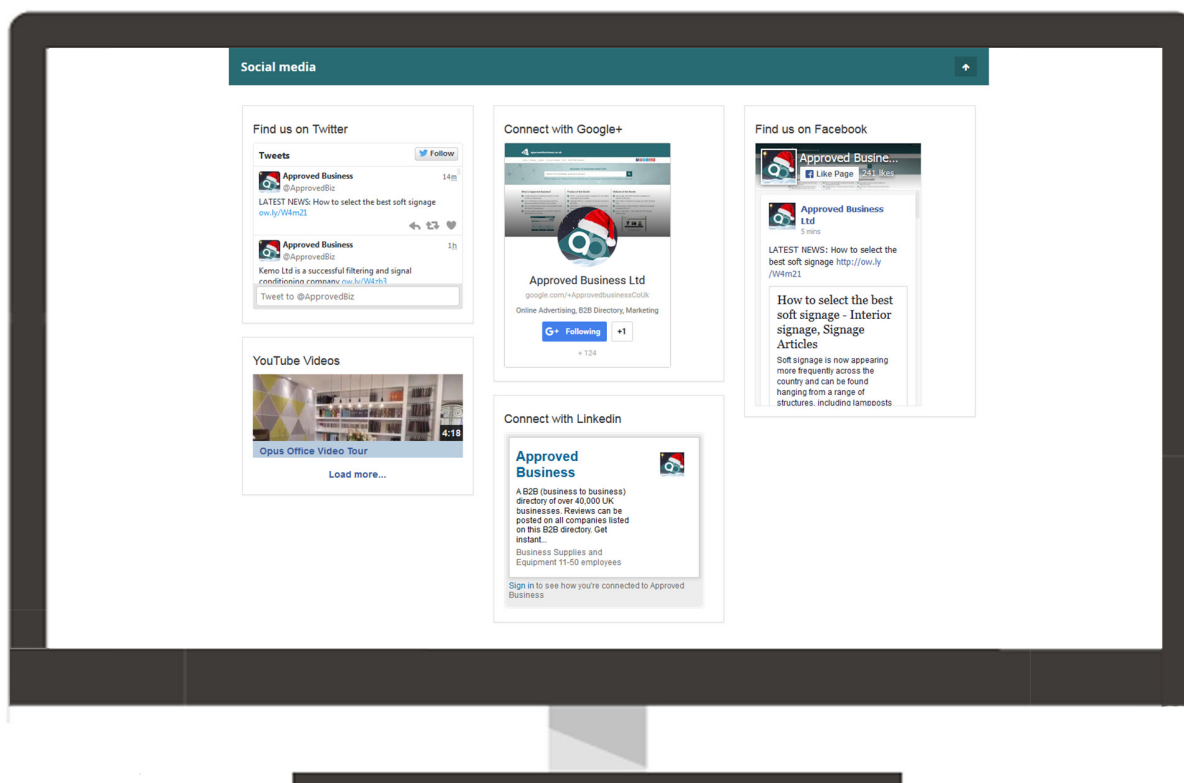 Social media
Find us on Twitter
Tweets
Follow
Approved Business
14m
@ApprovedBiz
LATEST NEWS: How to select the best soft signage
ow.ly/W4m21
Approved Business
1h
@ApprovedBiz
Kemo Ltd is a successful filtering and signal
conditioning company ow.ly/W4zh3
Tweet to @ApprovedBiz
YouTube Videos
4:18
Opus Office Video Tour
Load more...
Connect with Google+
Approved Business Ltd
google.com/+ApprovedbusinessCoUk
Online Advertising, B2B Directory, Marketing
G+ Following
+1
+ 124
Connect with Linkedin
Approved
Business
A B2B (business to business)
directory of over 40,000 UK
businesses. Reviews can be
posted on all companies listed
on this B2B directory. Get
instant...
Business Supplies and
Equipment 11-50 employees
Sign in to see how you're connected to Approved
Business
Find us on Facebook
Approved Busine...
Like Page
241 likes
Approved Business
Ltd
5 mins
LATEST NEWS: How to select the
best soft signage http://ow.ly
/W4m21
How to select the best
soft signage - Interior
signage, Signage
Articles
Soft signage is now appearing
more frequently across the
country and can be found
hanging from a range of
structures, including lampposts